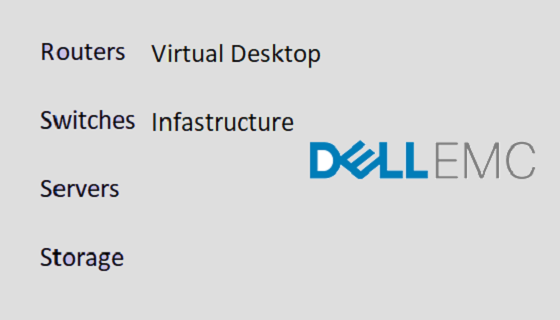 Routers Virtual Desktop
Switches Infastructure
DELLEMC
Servers
Storage